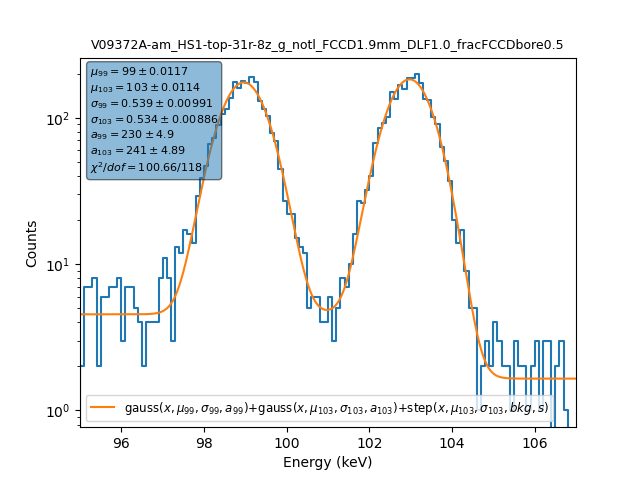 V09372A-am_HS1-top-31r-8z_g_notl_FCCD1.9mm_DLF1.0_fracFCCDbore0.5
μ₉₉ = 99 ± 0.0117
μ₁₀₃ = 103 ± 0.0114
σ₉₉ = 0.539 ± 0.00991
σ₁₀₃ = 0.534 ± 0.00886
a₉₉ = 230 ± 4.9
a₁₀₃ = 241 ± 4.89
χ²/dof = 100.66/118
10²
10¹
10⁰
Counts
gauss(x, μ₉₉, σ₉₉, a₉₉)+gauss(x, μ₁₀₃, σ₁₀₃, a₁₀₃)+step(x, μ₁₀₃, σ₁₀₃, bkg, s)
96 98 100 102 104 106
Energy (keV)